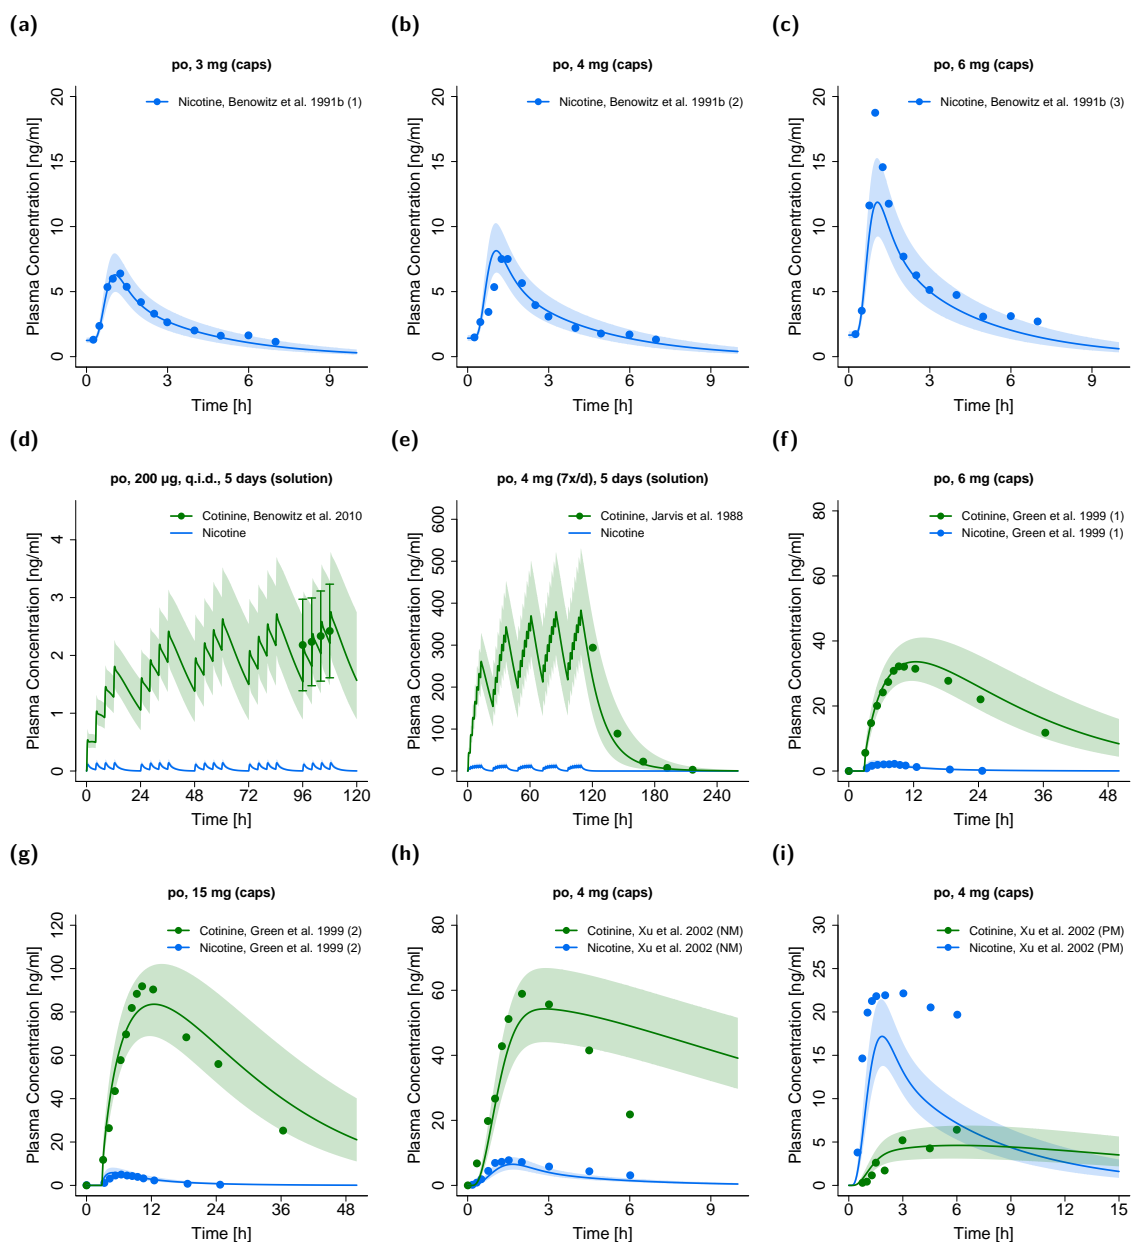 (a)
po, 3 mg (caps)
Nicotine, Benowitz et al. 1991b (1)
Plasma Concentration [ng/ml]
20
15
10
5
0
0 3 6 9
Time [h]
(b)
po, 4 mg (caps)
Nicotine, Benowitz et al. 1991b (2)
Plasma Concentration [ng/ml]
20
15
10
5
0
0 3 6 9
Time [h]
(c)
po, 6 mg (caps)
Nicotine, Benowitz et al. 1991b (3)
Plasma Concentration [ng/ml]
20
15
10
5
0
0 3 6 9
Time [h]
(d)
po, 200 µg, q.i.d., 5 days (solution)
Cotinine, Benowitz et al. 2010
Nicotine
Plasma Concentration [ng/ml]
4
3
2
1
0
0 24 48 72 96 120
Time [h]
(e)
po, 4 mg (7x/d), 5 days (solution)
Cotinine, Jarvis et al. 1988
Nicotine
Plasma Concentration [ng/ml]
600
500
400
300
200
100
0
0 60 120 180 240
Time [h]
(f)
po, 6 mg (caps)
Cotinine, Green et al. 1999 (1)
Nicotine, Green et al. 1999 (1)
Plasma Concentration [ng/ml]
80
60
40
20
0
0 12 24 36 48
Time [h]
(g)
po, 15 mg (caps)
Cotinine, Green et al. 1999 (2)
Nicotine, Green et al. 1999 (2)
Plasma Concentration [ng/ml]
120
100
80
60
40
20
0
0 12 24 36 48
Time [h]
(h)
po, 4 mg (caps)
Cotinine, Xu et al. 2002 (NM)
Nicotine, Xu et al. 2002 (NM)
Plasma Concentration [ng/ml]
80
60
40
20
0
0 3 6 9
Time [h]
(i)
po, 4 mg (caps)
Cotinine, Xu et al. 2002 (PM)
Nicotine, Xu et al. 2002 (PM)
Plasma Concentration [ng/ml]
30
25
20
15
10
5
0
0 3 6 9 12 15
Time [h]